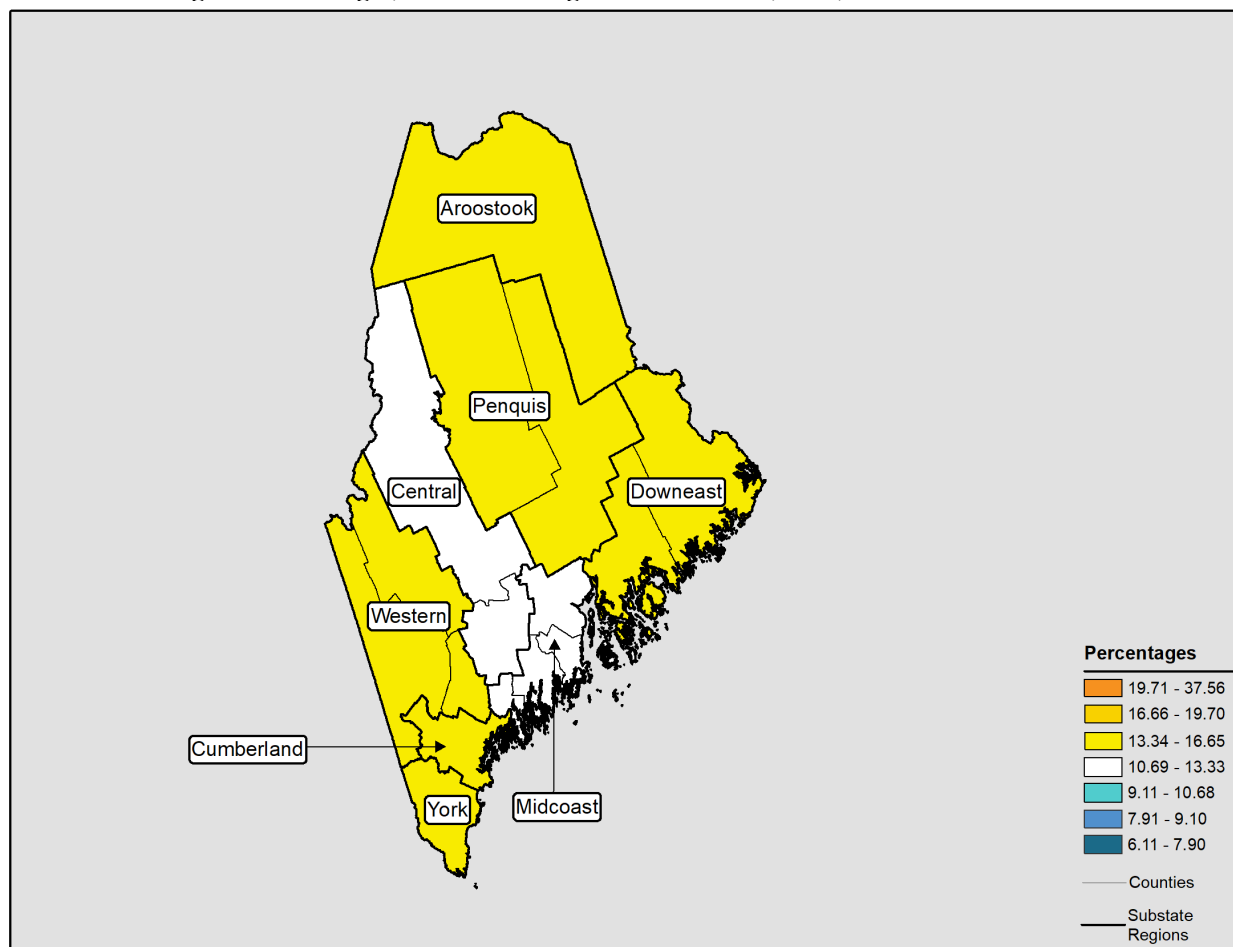 Aroostook
Penquis
Central
Downeast
Western
Cumberland
York
Midcoast
Percentages
19.71 - 37.56
16.66 - 19.70
13.34 - 16.65
10.69 - 13.33
9.11 - 10.68
7.91 - 9.10
6.11 - 7.90
Counties
Substate
Regions